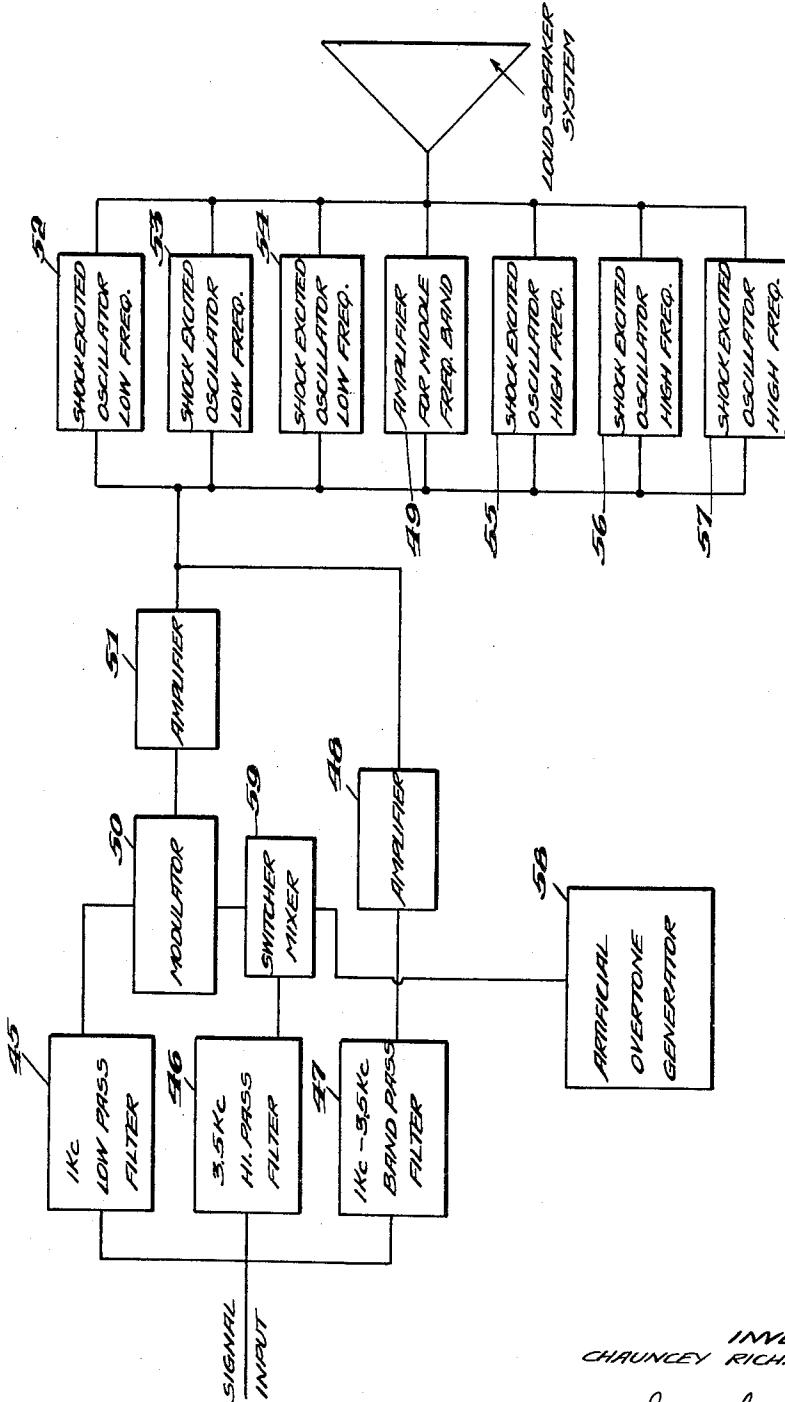 SIGNAL
INPUT
45
1KC
LOW PASS
FILTER
46
3.5KC
HI. PASS
FILTER
47
1KC-3.5KC
BAND PASS
FILTER
50
MODULATOR
59
SWITCHER
MIXER
48
AMPLIFIER
51
AMPLIFIER
58
ARTIFICIAL
OVERTONE
GENERATOR
52
SHOCK EXCITED
OSCILLATOR
LOW FREQ.
53
SHOCK EXCITED
OSCILLATOR
LOW FREQ.
54
SHOCK EXCITED
OSCILLATOR
LOW FREQ.
49
AMPLIFIER
FOR MIDDLE
FREQ. BAND
55
SHOCK EXCITED
OSCILLATOR
HIGH FREQ.
56
SHOCK EXCITED
OSCILLATOR
HIGH FREQ.
57
SHOCK EXCITED
OSCILLATOR
HIGH FREQ.
LOUD SPEAKER
SYSTEM
CHAUNCEY